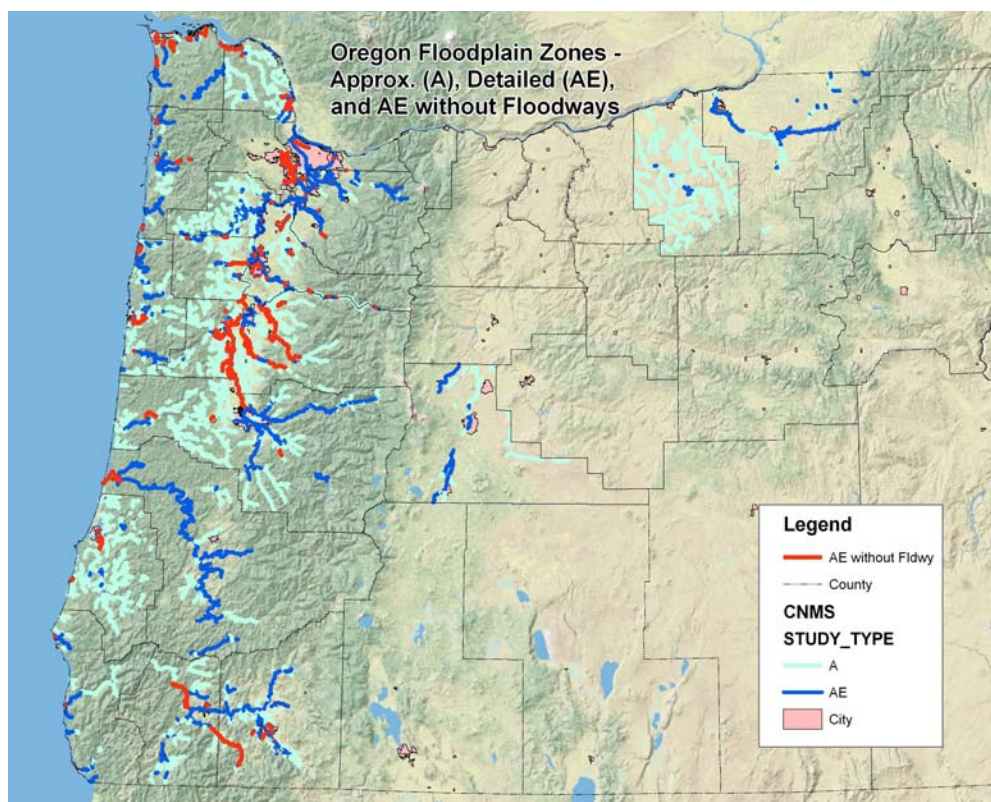 Oregon Floodplain Zones -
Approx. (A), Detailed (AE),
and AE without Floodways
Legend
AE without Fldwy
County
CNMS
STUDY_TYPE
A
AE
City